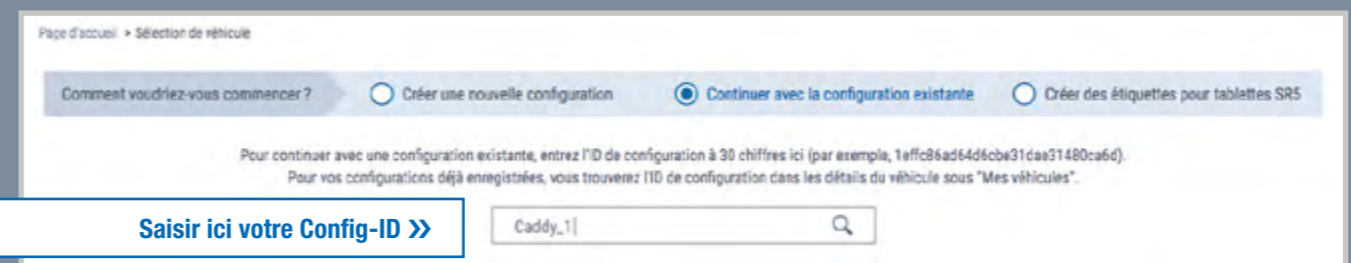 Page d'accueil > Sélection de véhicule
Comment voudriez-vous commencer ? Créer une nouvelle configuration Continuer avec la configuration existante Créer des étiquettes pour tablettes SR5
Pour continuer avec une configuration existante, entrez l'ID de configuration à 30 chiffres ici (par exemple, 1effc86ad64d6cbe31dae31480ca6d).
Pour vos configurations déjà enregistrées, vous trouverez l'ID de configuration dans les détails du véhicule sous "Mes véhicules".
Saisir ici votre Config-ID »
Caddy_1